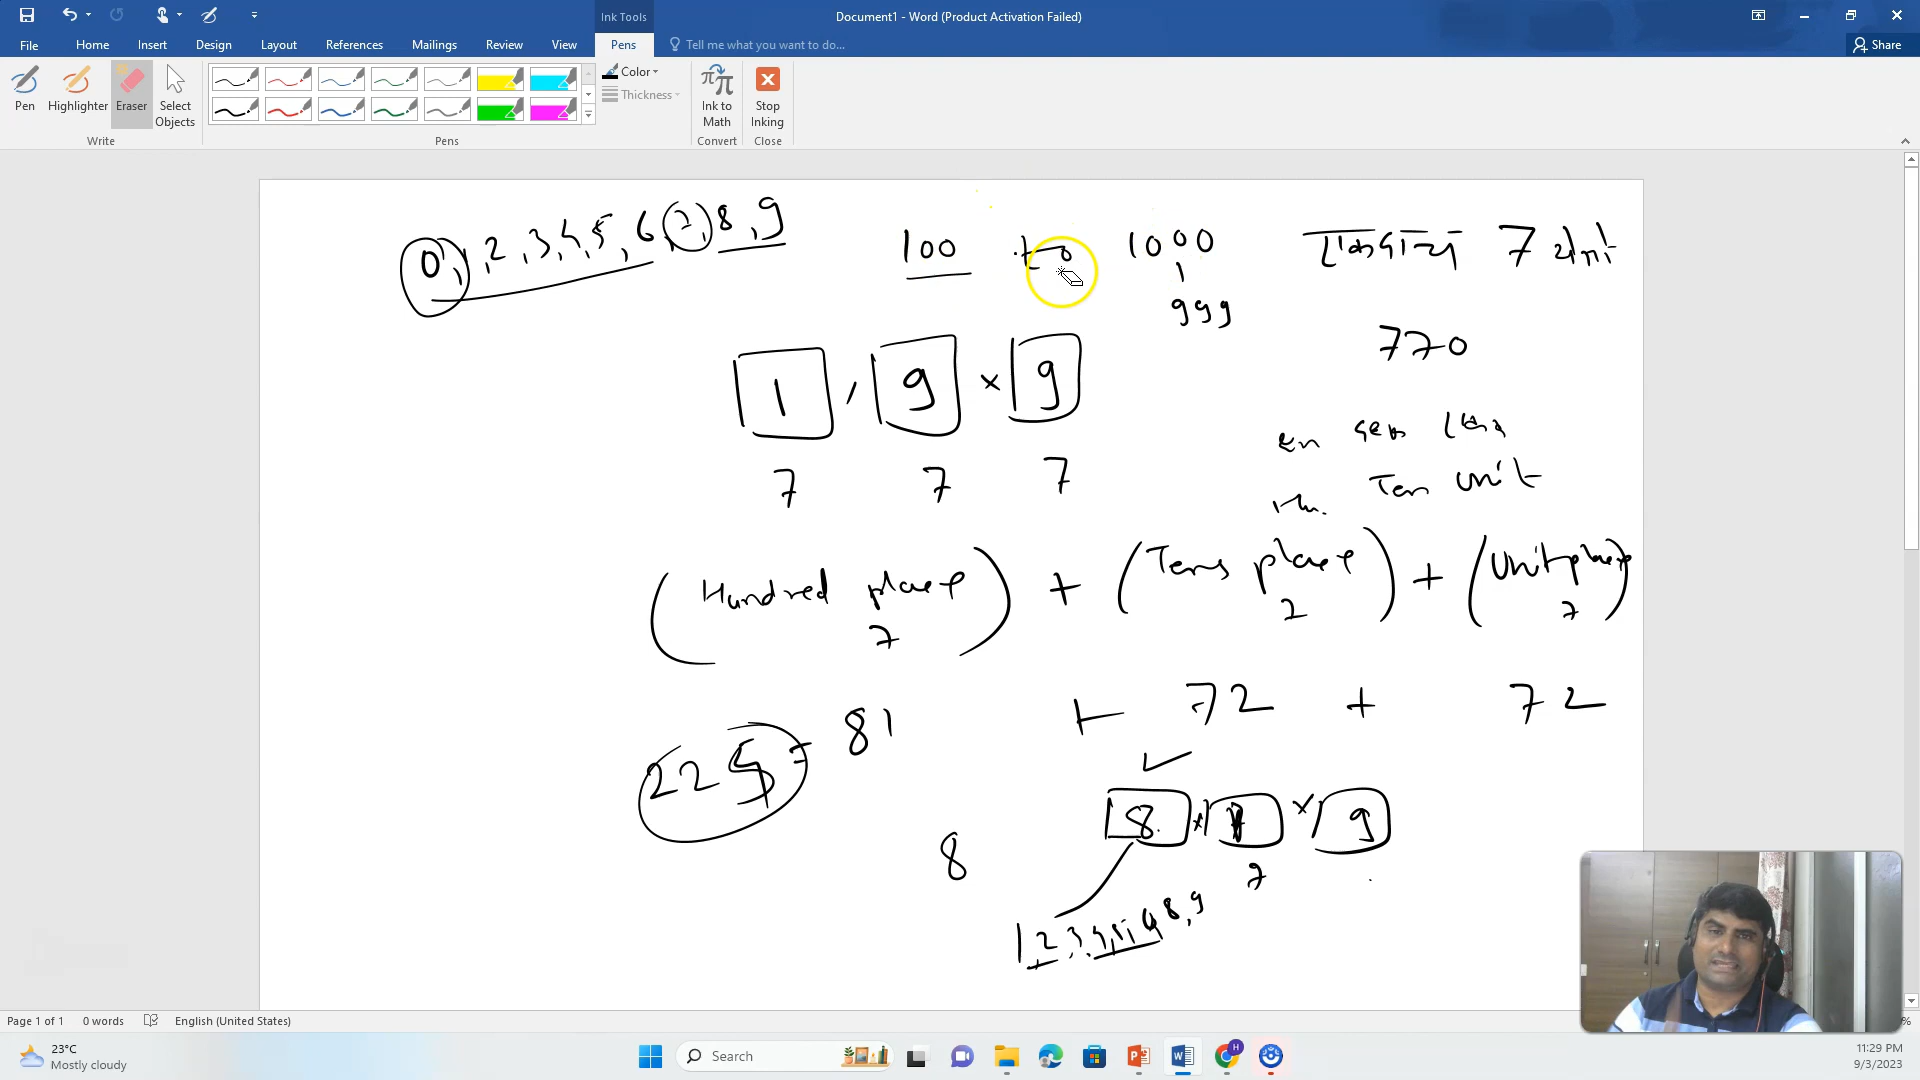 Ink Tools
Document1 - Word (Product Activation Failed)
File Home Insert Design Layout References Mailings Review View Pens Tell me what you want to do... Share
Pen Highlighter Eraser Select Objects
Color
Thickness
Ink to Math
Stop Inking
Write Pens Convert Close
0, 1, 2, 3, 4, 5, 6, 7, 8, 9
100 to 1000 7
1
999
770
1 , 9 × 9
7 7 7
Ten Unit
(Hundred place 7) + (Tens place 7) + (Unit place 7)
225 = 81 + 72 + 72
8 × 1 × 9
8
7
1 2 3, 4, 5, 6 8, 9
Page 1 of 1 0 words English (United States)
23°C
Mostly cloudy
Search
11:29 PM
9/3/2023